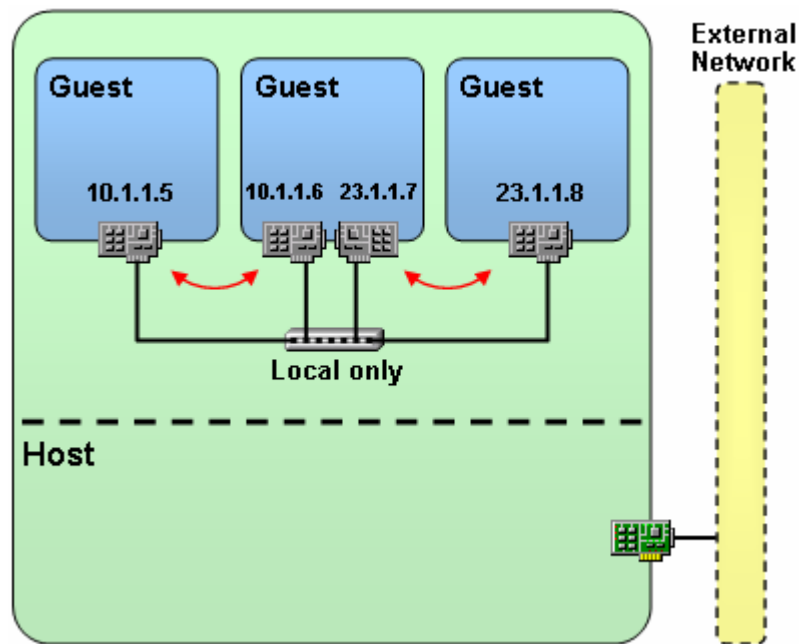 External
Network
Guest
Guest
Guest
10.1.1.5
10.1.1.6
23.1.1.7
23.1.1.8
Local only
Host